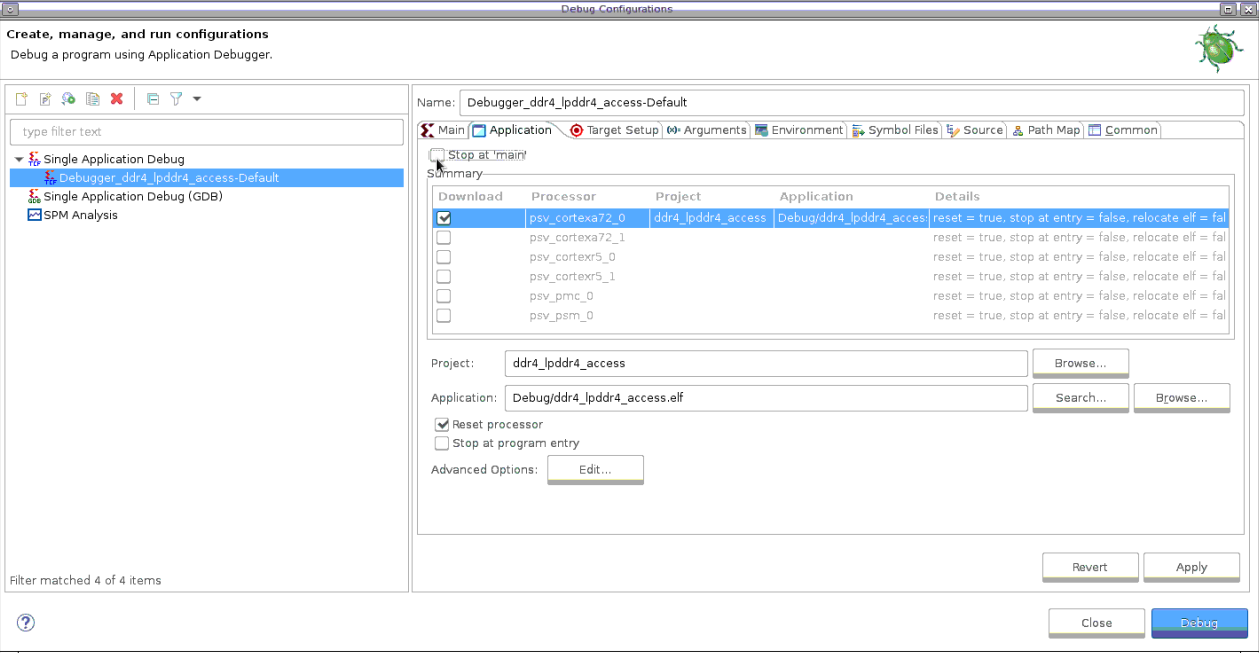 Debug Configurations
Create, manage, and run configurations
Debug a program using Application Debugger.
type filter text
Single Application Debug
Debugger_ddr4_lpddr4_access-Default
Single Application Debug (GDB)
SPM Analysis
Filter matched 4 of 4 items
Name: Debugger_ddr4_lpddr4_access-Default
Main Application Target Setup Arguments Environment Symbol Files Source Path Map Common
Stop at 'main'
Summary
Download Processor Project Application Details
psv_cortexa72_0 ddr4_lpddr4_access Debug/ddr4_lpddr4_acces reset = true, stop at entry = false, relocate elf = fal
psv_cortexa72_1 reset = true, stop at entry = false, relocate elf = fal
psv_cortexr5_0 reset = true, stop at entry = false, relocate elf = fal
psv_cortexr5_1 reset = true, stop at entry = false, relocate elf = fal
psv_pmc_0 reset = true, stop at entry = false, relocate elf = fal
psv_psm_0 reset = true, stop at entry = false, relocate elf = fal
Project: ddr4_lpddr4_access Browse...
Application: Debug/ddr4_lpddr4_access.elf Search... Browse...
Reset processor
Stop at program entry
Advanced Options: Edit...
Revert Apply
? Close Debug